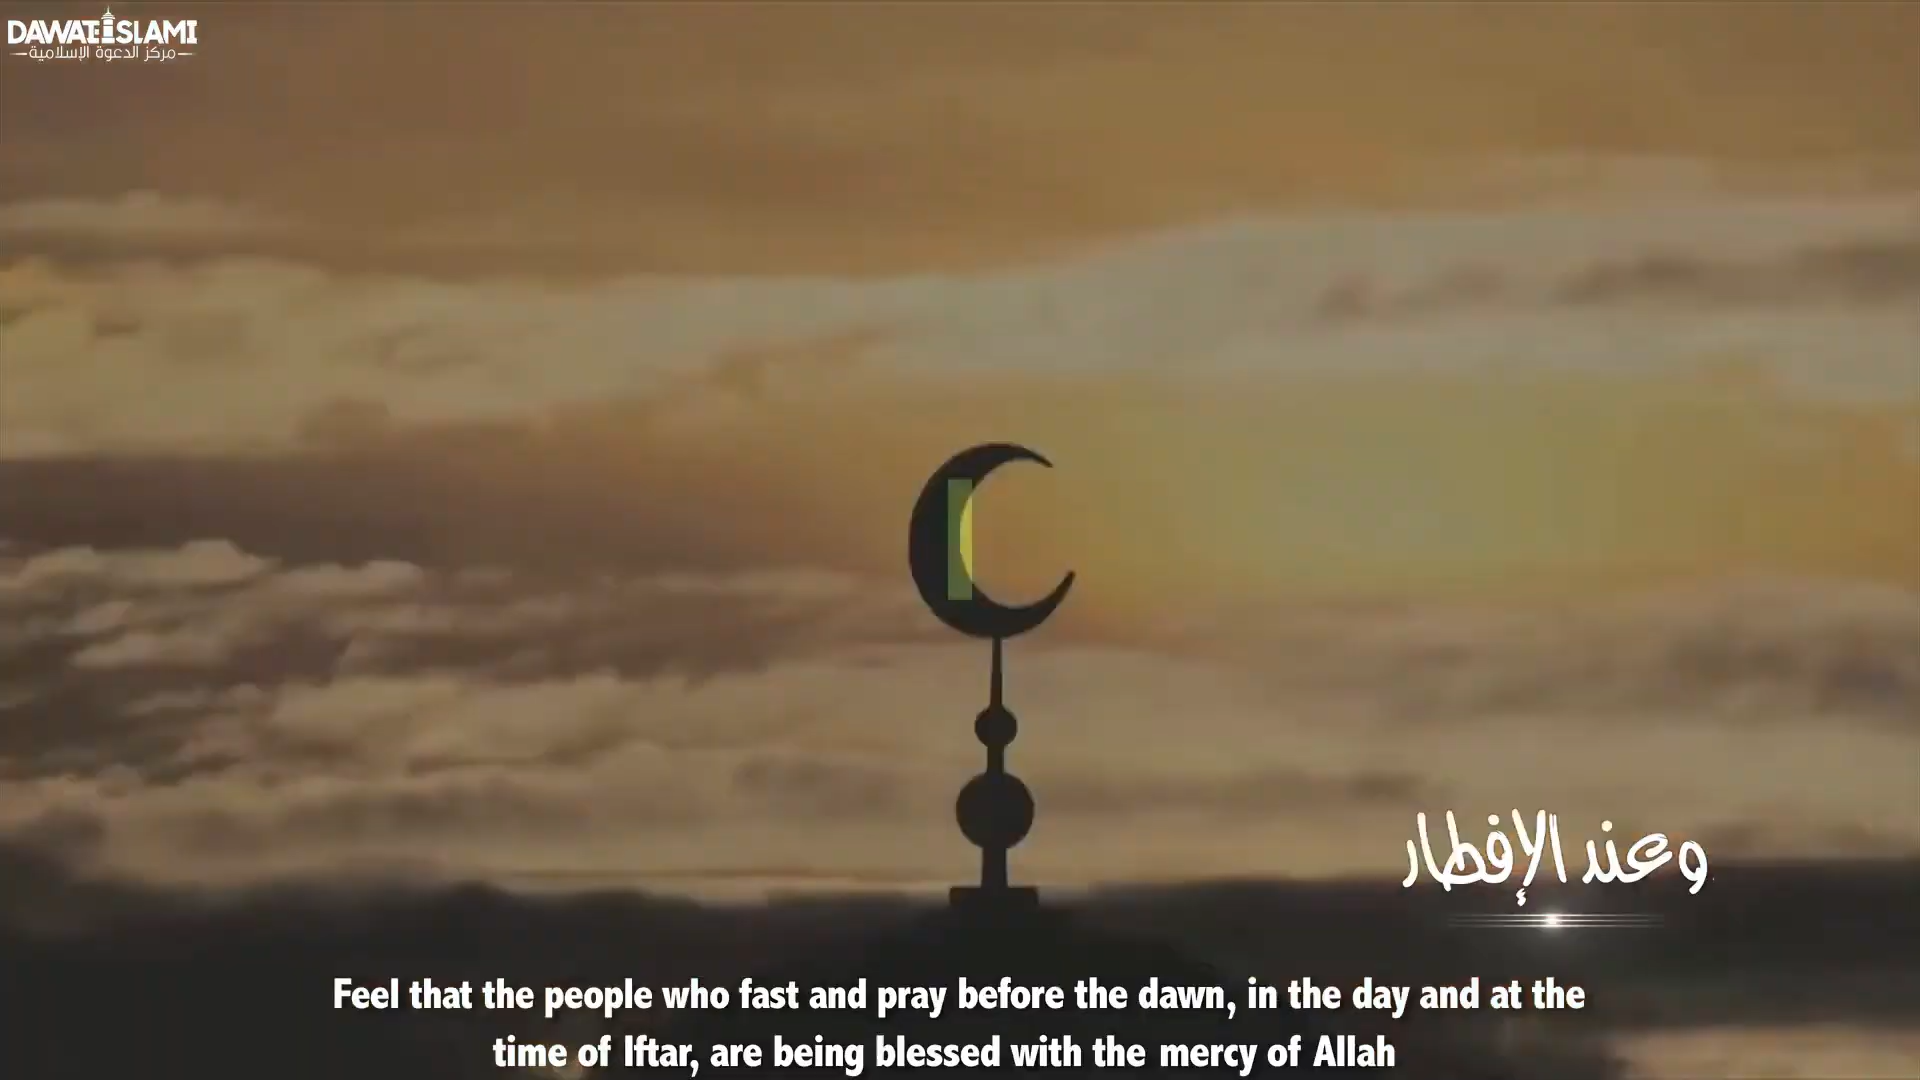 DAWATEISLAMI
مركز الدعوة الإسلامية
وعند الإفطار
Feel that the people who fast and pray before the dawn, in the day and at the
time of Iftar, are being blessed with the mercy of Allah